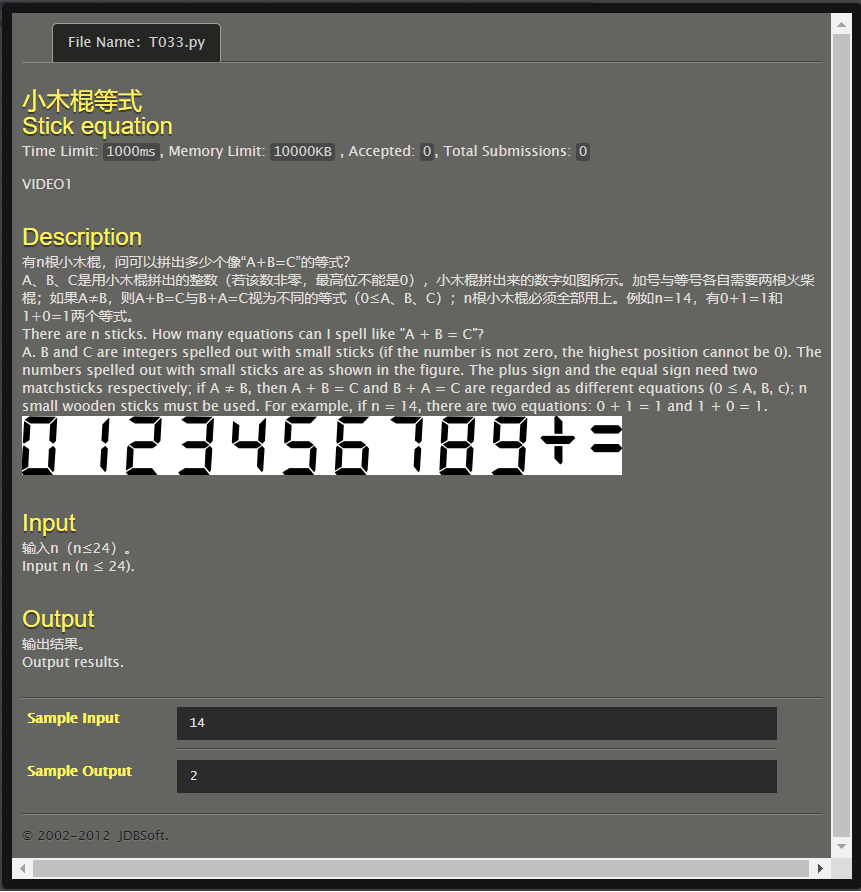 File Name: T033.py
小木棍等式
Stick equation
Time Limit: 1000ms, Memory Limit: 10000KB , Accepted: 0, Total Submissions: 0
VIDEO1
Description
有n根小木棍，问可以拼出多少个像“A+B=C”的等式？
A、B、C是用小木棍拼出的整数（若该数非零，最高位不能是0），小木棍拼出来的数字如图所示。加号与等号各自需要两根火柴
棍；如果A≠B，则A+B=C与B+A=C视为不同的等式（0≤A、B、C）；n根小木棍必须全部用上。例如n=14，有0+1=1和
1+0=1两个等式。
There are n sticks. How many equations can I spell like "A + B = C"?
A. B and C are integers spelled out with small sticks (if the number is not zero, the highest position cannot be 0). The
numbers spelled out with small sticks are as shown in the figure. The plus sign and the equal sign need two
matchsticks respectively; if A ≠ B, then A + B = C and B + A = C are regarded as different equations (0 ≤ A, B, c); n
small wooden sticks must be used. For example, if n = 14, there are two equations: 0 + 1 = 1 and 1 + 0 = 1.
0 1 2 3 4 5 6 7 8 9 + =
Input
输入n（n≤24）。
Input n (n ≤ 24).
Output
输出结果。
Output results.
Sample Input
14
Sample Output
2
© 2002-2012 JDBSoft.